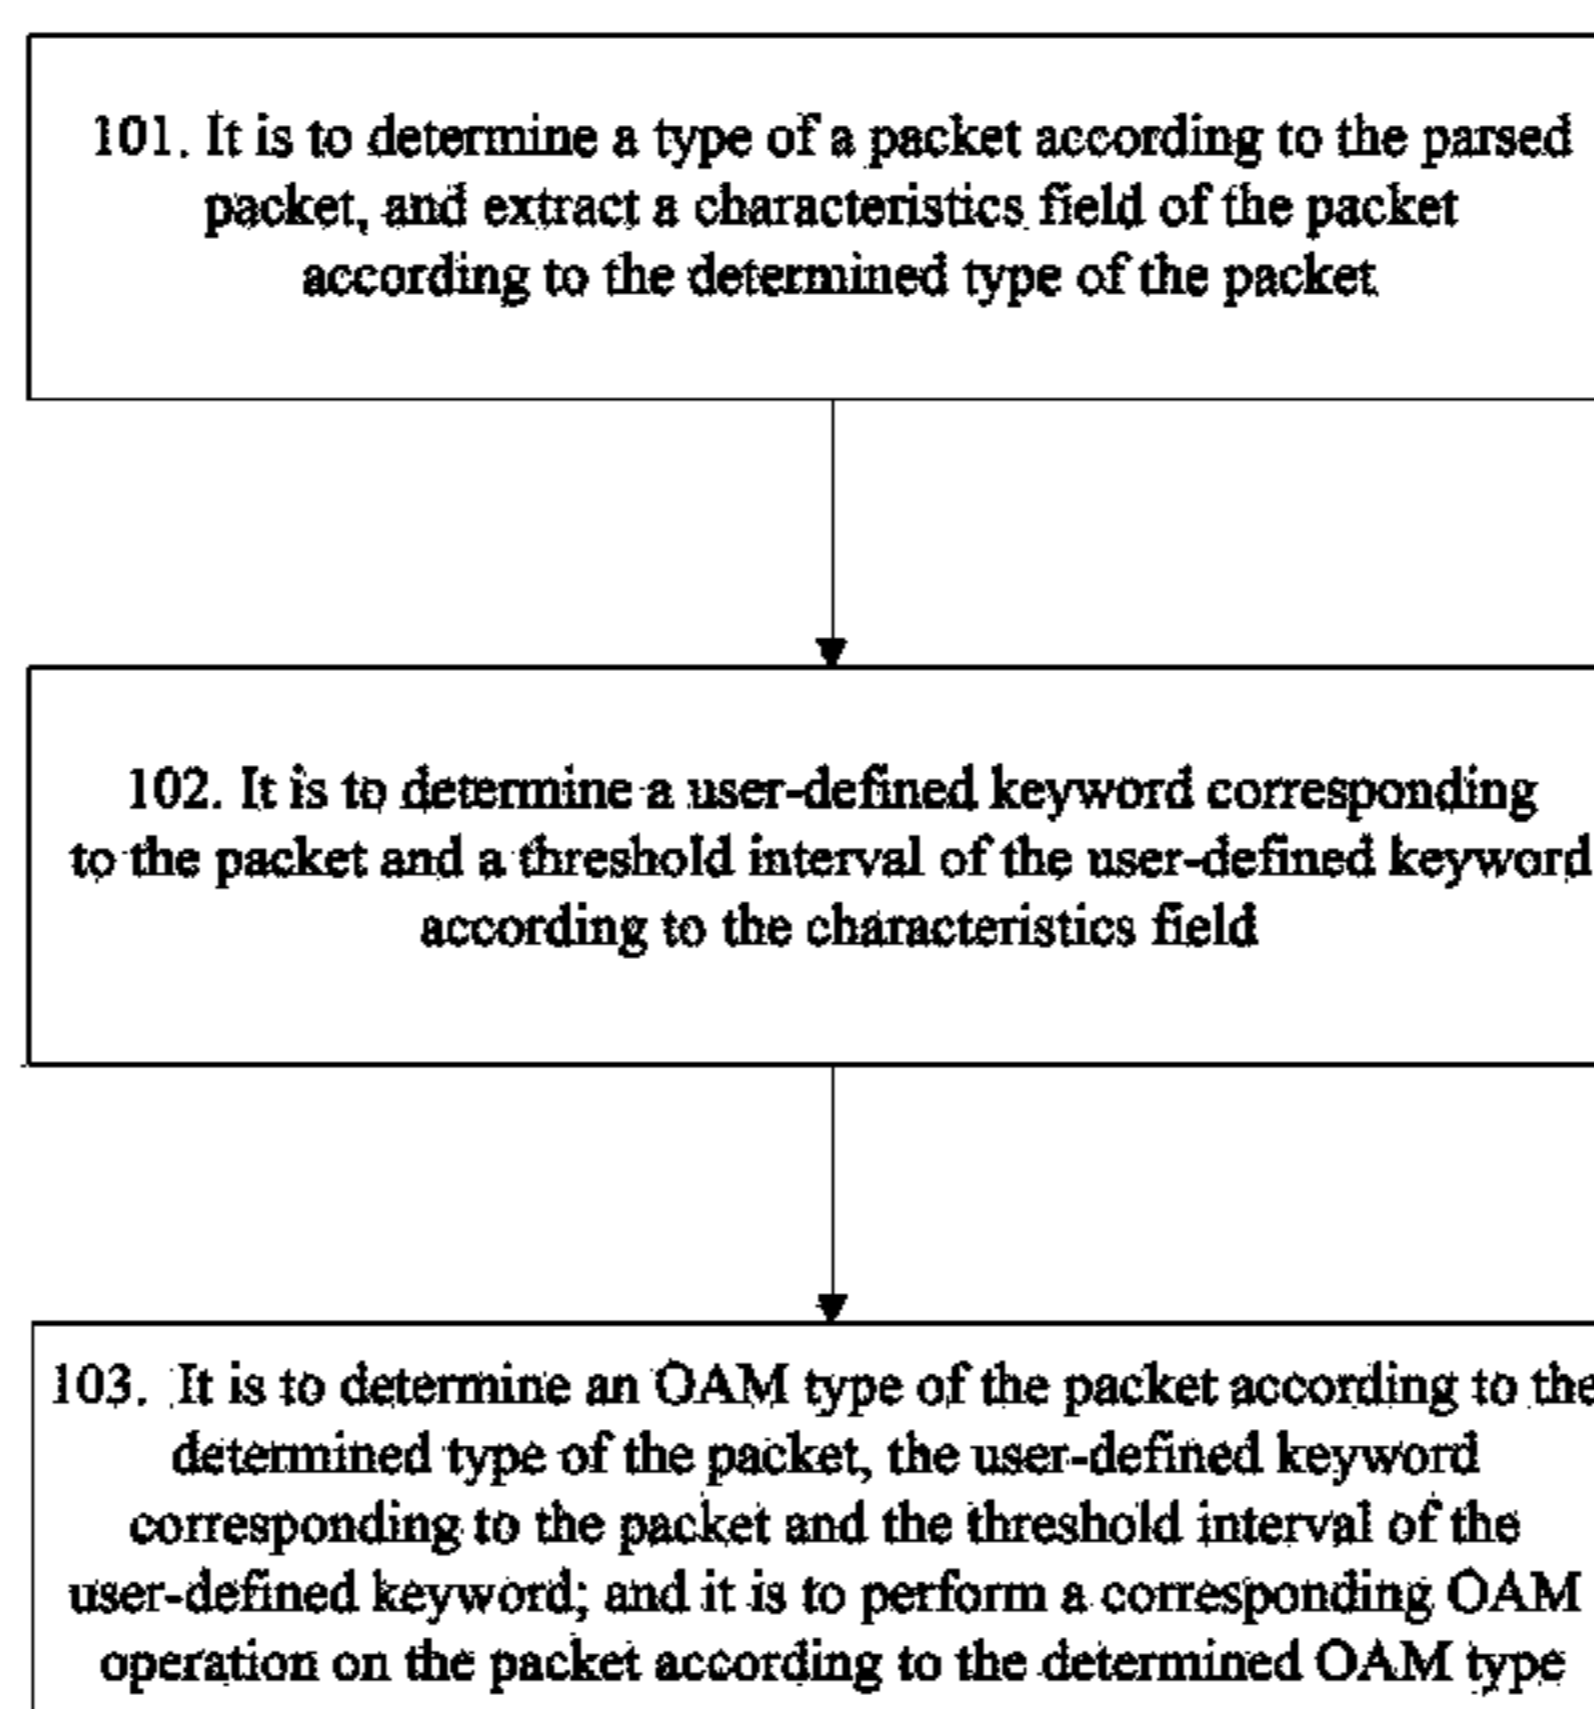 101. It is to determine a type of a packet according to the parsed
packet, and extract a characteristics field of the packet
according to the determined type of the packet
102. It is to determine a user-defined keyword corresponding
to the packet and a threshold interval of the user-defined keyword
according to the characteristics field
103. It is to determine an OAM type of the packet according to the
determined type of the packet, the user-defined keyword
corresponding to the packet and the threshold interval of the
user-defined keyword; and it is to perform a corresponding OAM
operation on the packet according to the determined OAM type